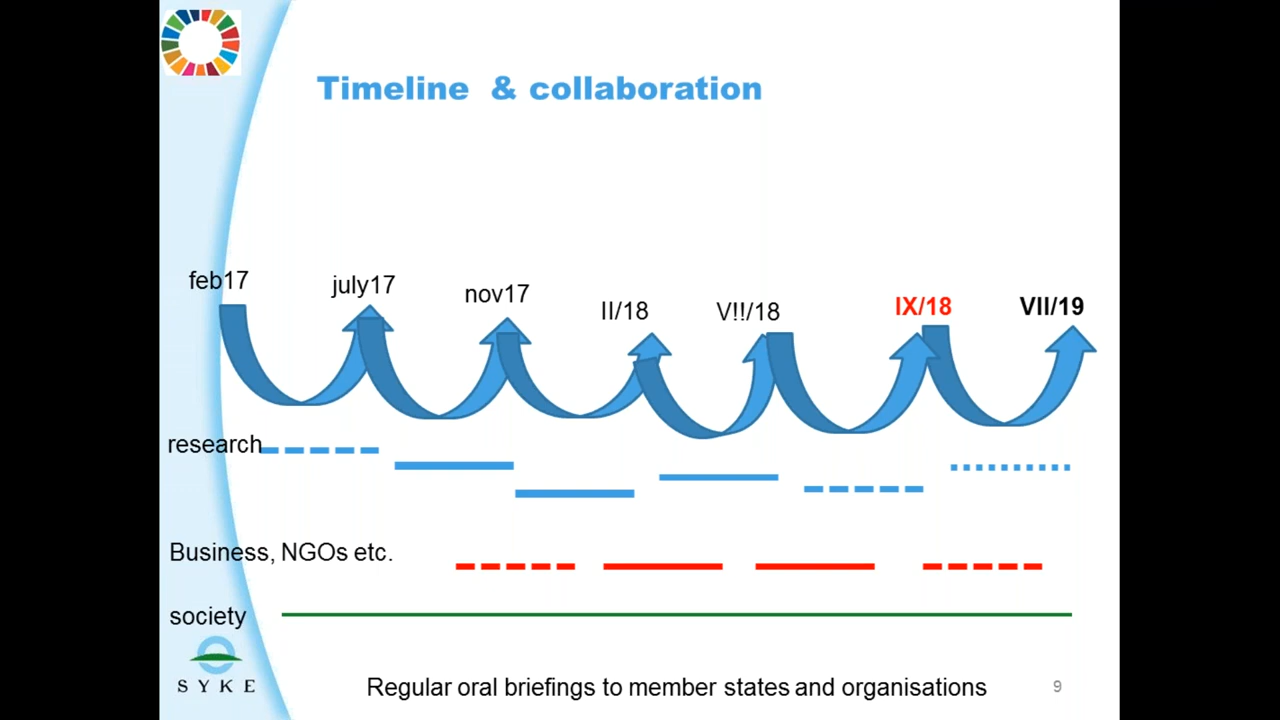 Timeline & collaboration
feb17
july17
nov17
II/18
V!!/18
IX/18
VII/19
research
Business, NGOs etc.
society
SYKE
Regular oral briefings to member states and organisations
9